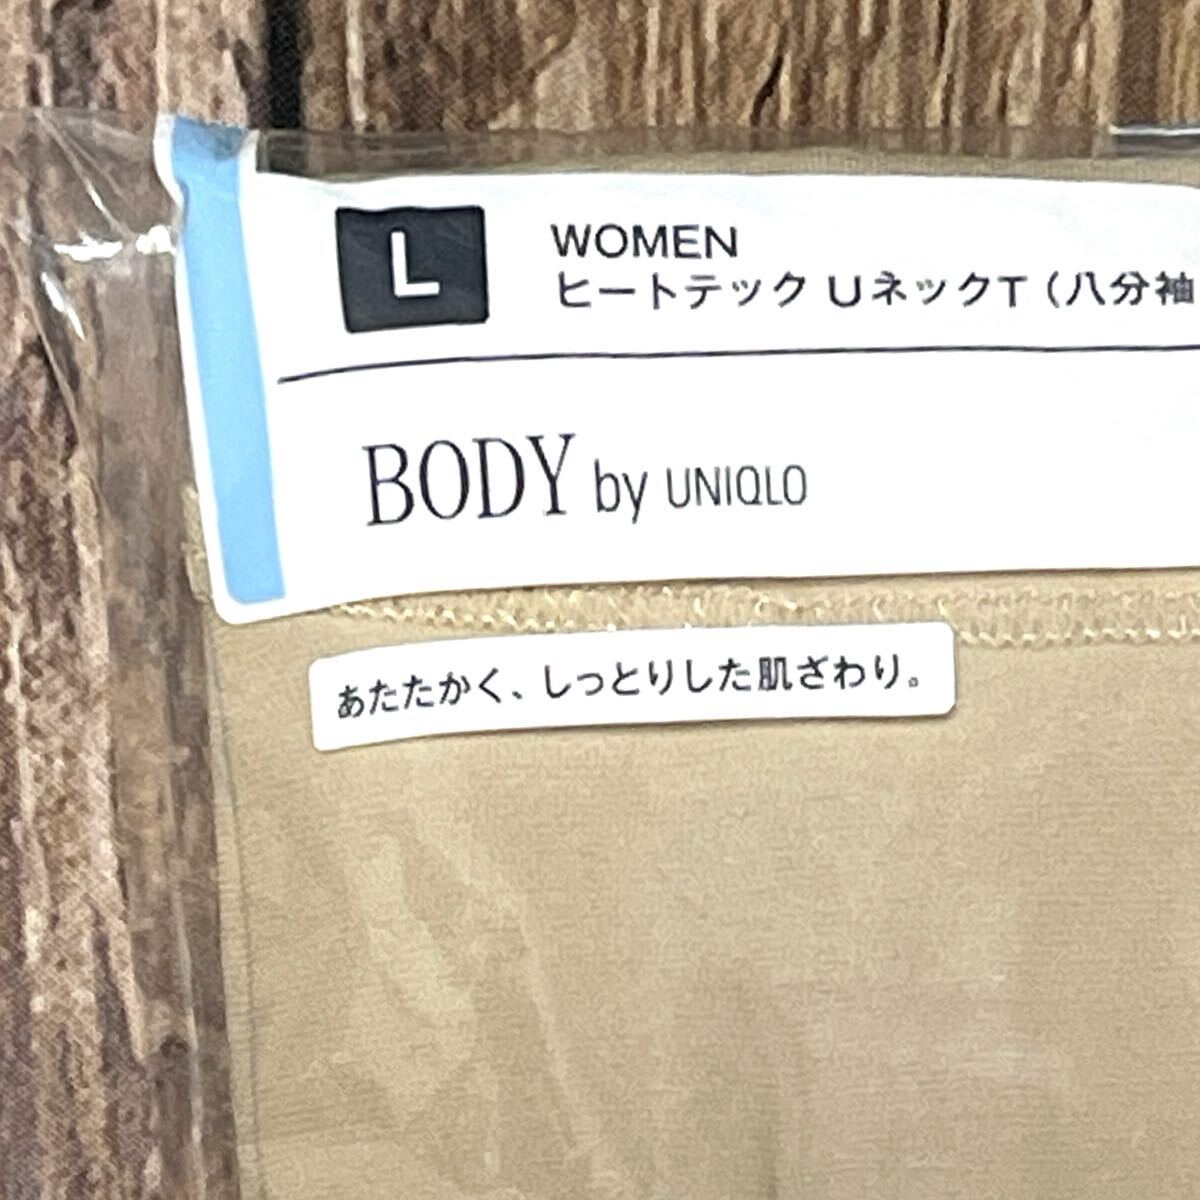 L
WOMEN
ヒートテック UネックT (八分袖
BODY by UNIQLO
あたたかく、しっとりした肌ざわり。